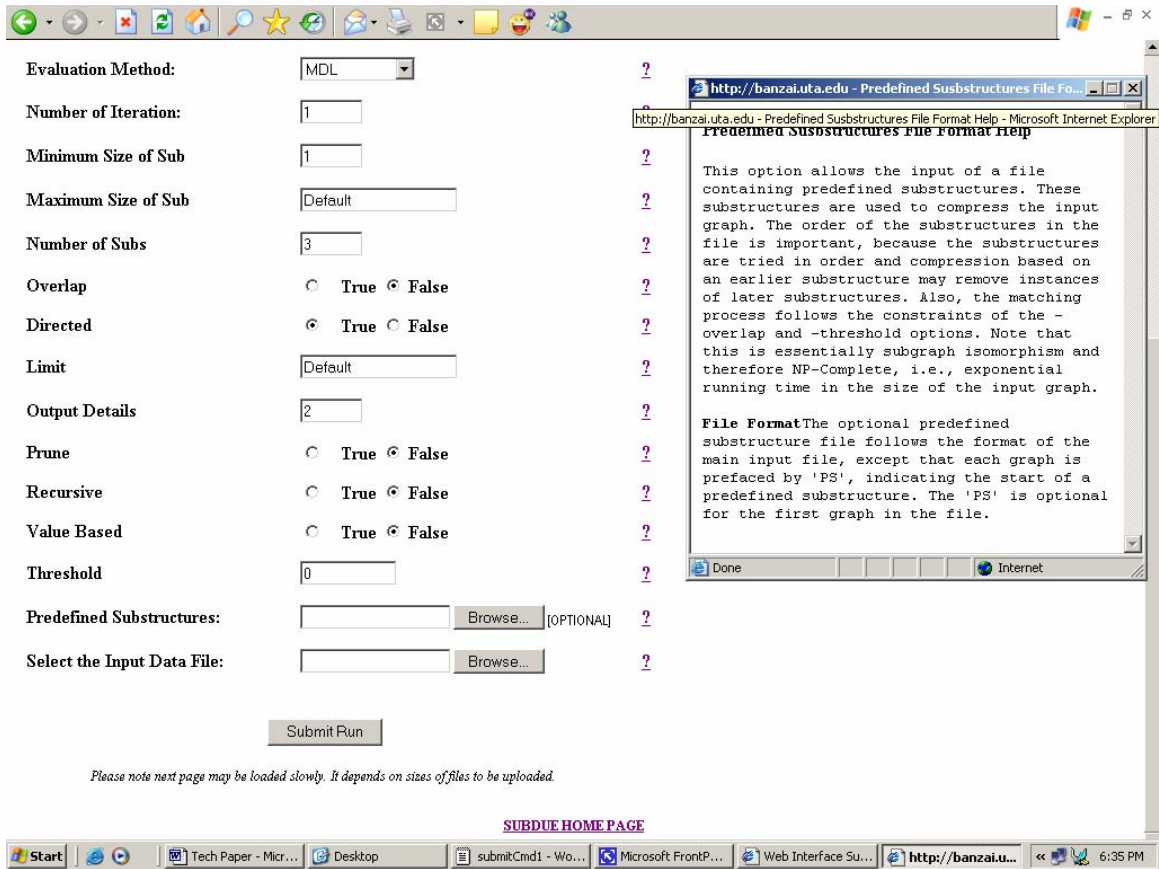 Evaluation Method: MDL ?
Number of Iteration: 1
Minimum Size of Sub 1 ?
Maximum Size of Sub Default ?
Number of Subs 3 ?
Overlap True False ?
Directed True False ?
Limit Default ?
Output Details 2 ?
Prune True False ?
Recursive True False ?
Value Based True False ?
Threshold 0 ?
Predefined Substructures: Browse... [OPTIONAL] ?
Select the Input Data File: Browse... ?
Submit Run
Please note next page may be loaded slowly. It depends on sizes of files to be uploaded.
SUBDUE HOME PAGE
http://banzai.uta.edu - Predefined Susbstructures File Fo...
http://banzai.uta.edu - Predefined Susbstructures File Format Help - Microsoft Internet Explorer
Predefined Susbstructures File Format Help
This option allows the input of a file
containing predefined substructures. These
substructures are used to compress the input
graph. The order of the substructures in the
file is important, because the substructures
are tried in order and compression based on
an earlier substructure may remove instances
of later substructures. Also, the matching
process follows the constraints of the -
overlap and -threshold options. Note that
this is essentially subgraph isomorphism and
therefore NP-Complete, i.e., exponential
running time in the size of the input graph.
File FormatThe optional predefined
substructure file follows the format of the
main input file, except that each graph is
prefaced by 'PS', indicating the start of a
predefined substructure. The 'PS' is optional
for the first graph in the file.
Done Internet
Start Tech Paper - Micr... Desktop submitCmd1 - Wo... Microsoft FrontP... Web Interface Su... http://banzai.u... « 6:35 PM